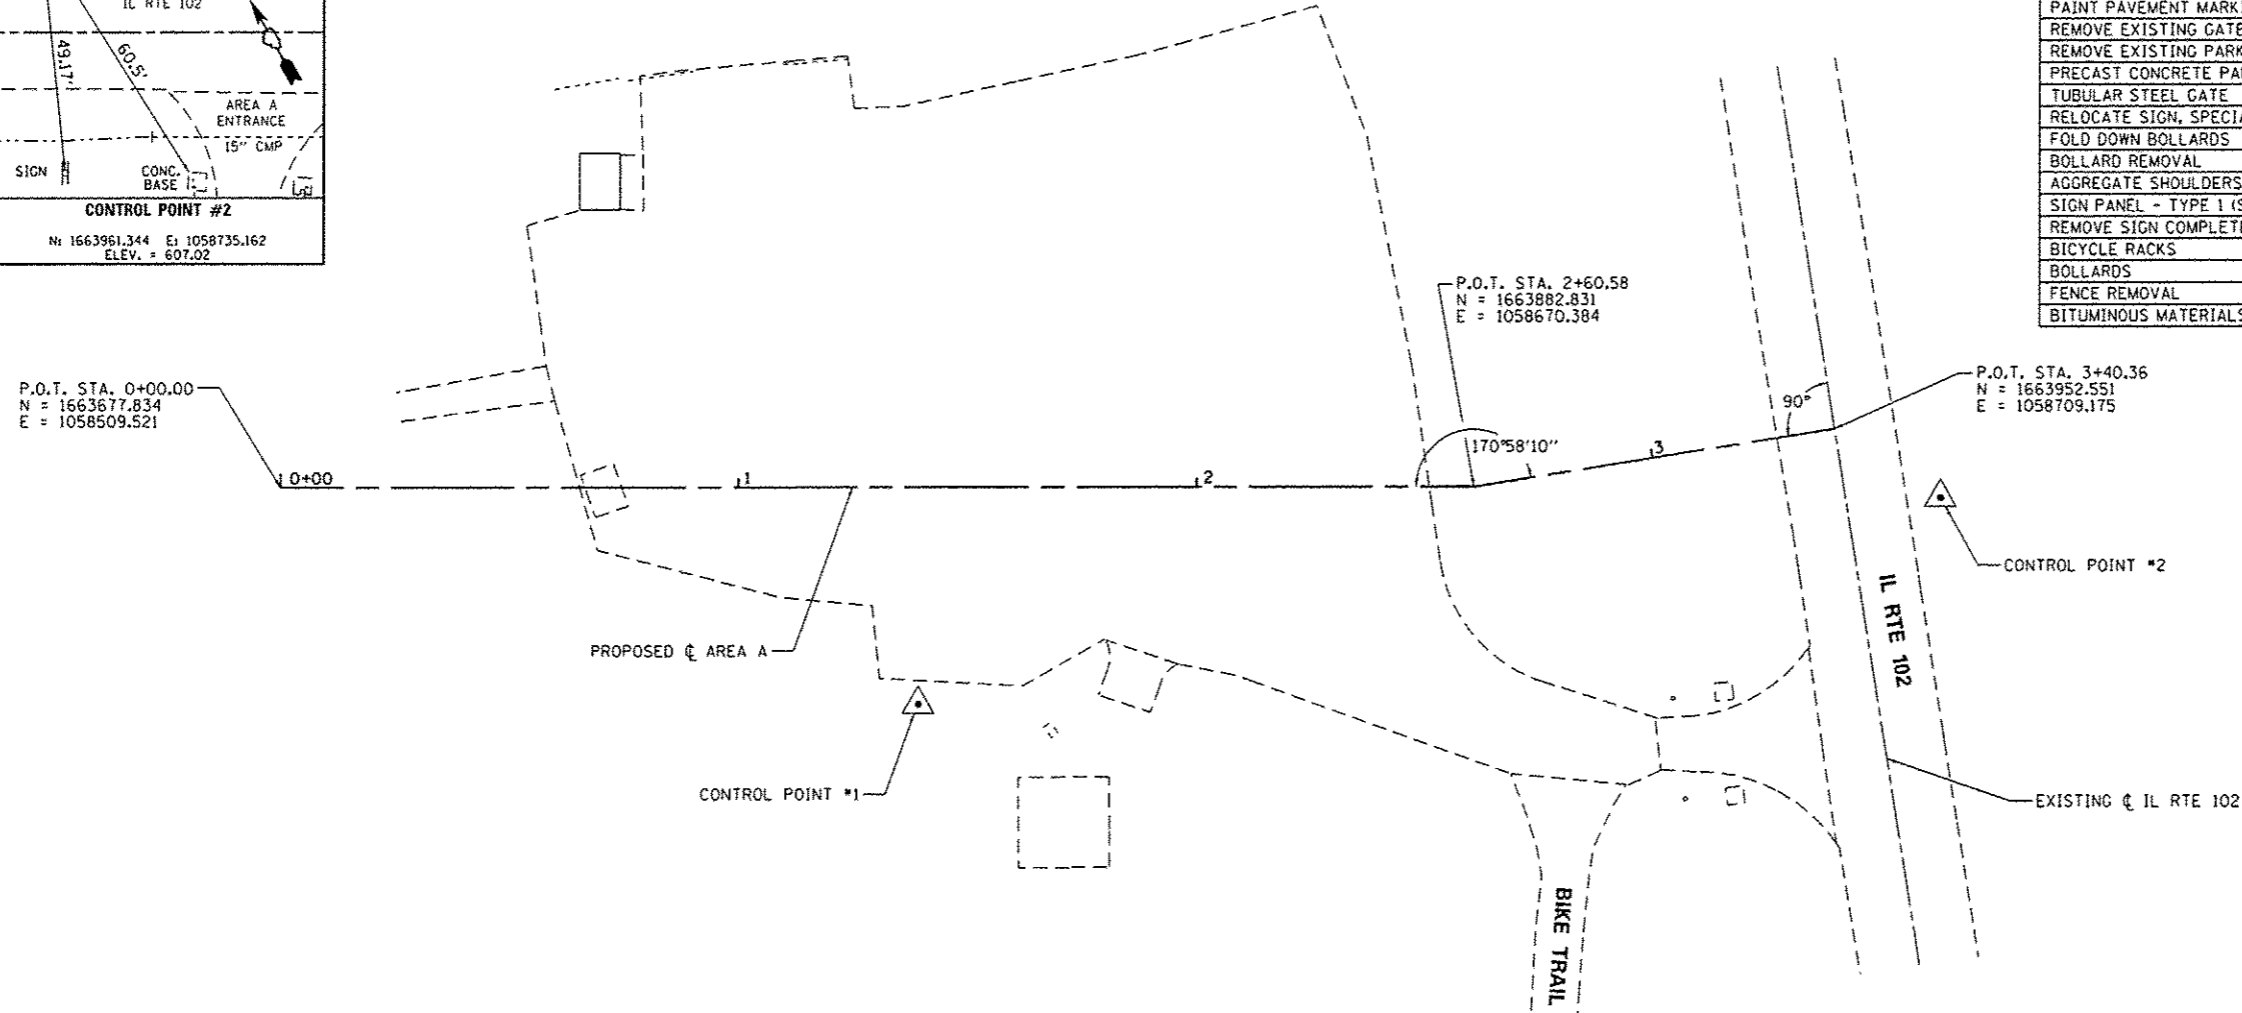 IL RTE 102
49.17'
60.5'
AREA A
ENTRANCE
15" CMP
SIGN
CONC.
BASE
CONTROL POINT #2
N: 1663961.344 E: 1058735.162
ELEV. = 607.02
PAINT PAVEMENT MARK
REMOVE EXISTING GATE
REMOVE EXISTING PARK
PRECAST CONCRETE PA
TUBULAR STEEL GATE
RELOCATE SIGN, SPECIA
FOLD DOWN BOLLARDS
BOLLARD REMOVAL
AGGREGATE SHOULDERS
SIGN PANEL - TYPE 1 (S
REMOVE SIGN COMPLETE
BICYCLE RACKS
BOLLARDS
FENCE REMOVAL
BITUMINOUS MATERIALS
P.O.T. STA. 2+60.58
N = 1663882.831
E = 1058670.384
P.O.T. STA. 0+00.00
N = 1663677.834
E = 1058509.521
P.O.T. STA. 3+40.36
N = 1663952.551
E = 1058709.175
90°
170°58'10"
0+00
1
2
3
CONTROL POINT #2
IL RTE 102
PROPOSED ℄ AREA A
CONTROL POINT #1
EXISTING ℄ IL RTE 102
BIKE TRAIL